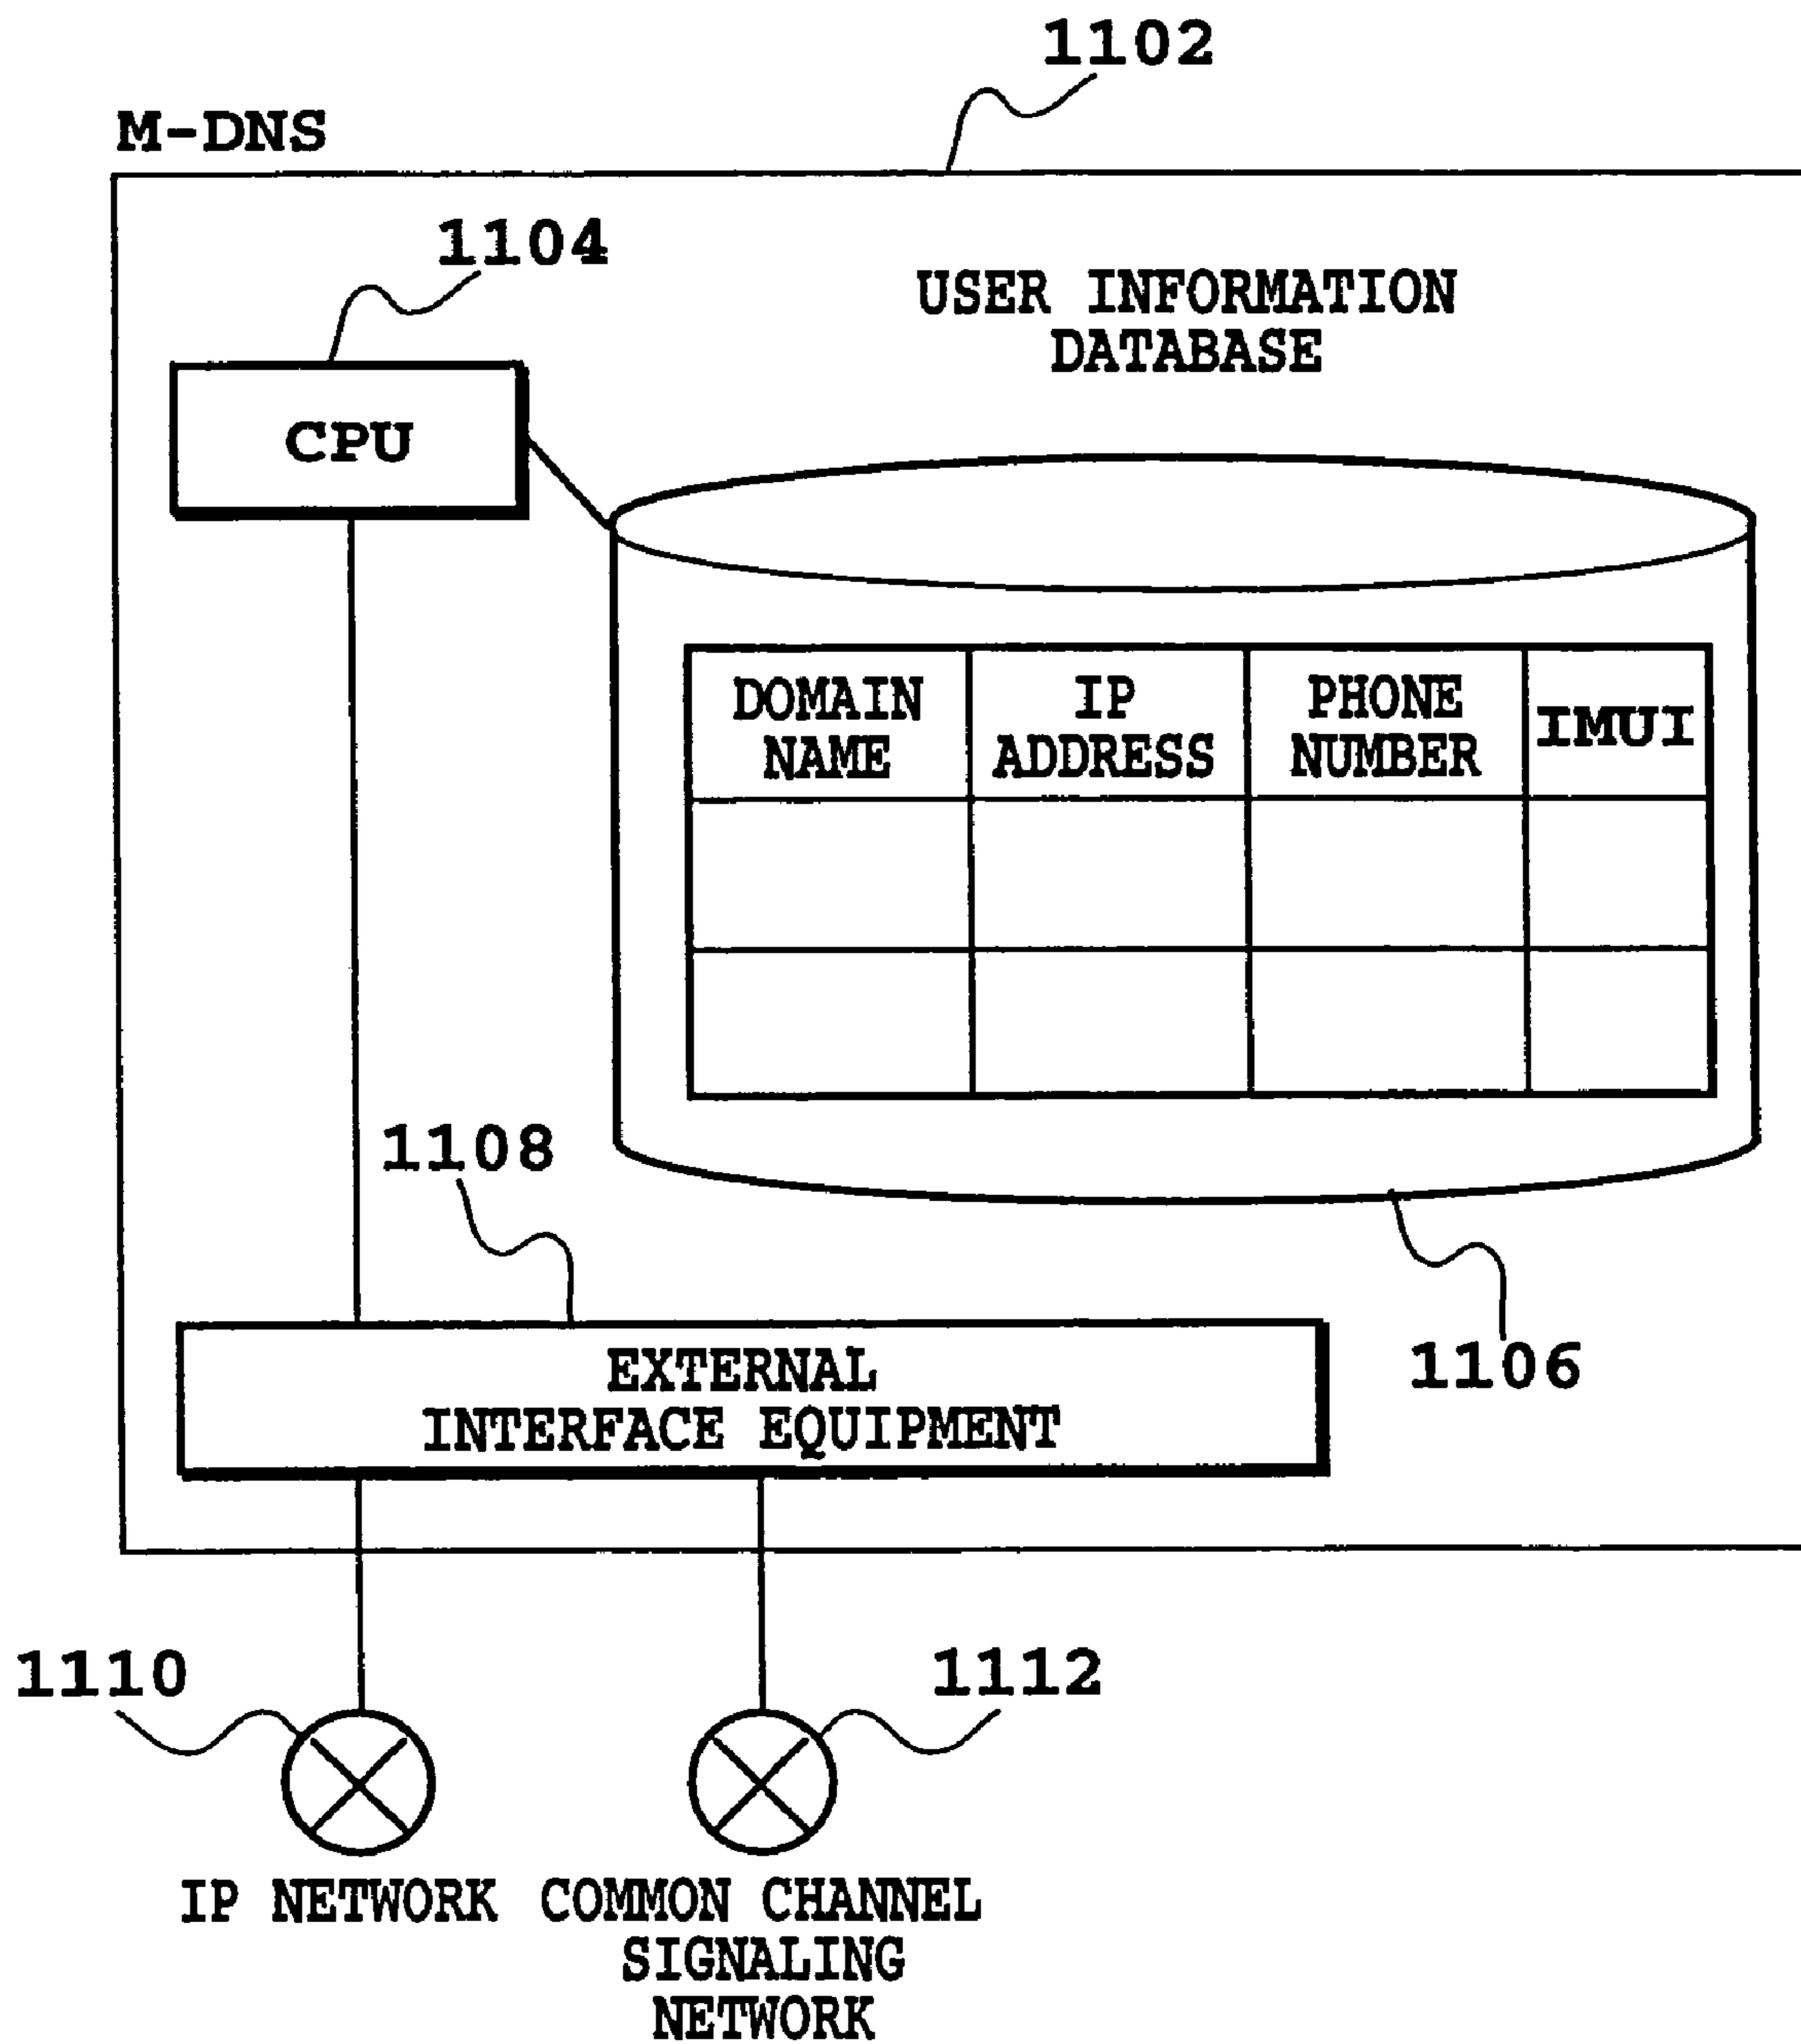 1102
M-DNS
1104
USER INFORMATION
DATABASE
CPU
DOMAIN
NAME
IP
ADDRESS
PHONE
NUMBER
IMUI
1108
1106
EXTERNAL
INTERFACE EQUIPMENT
1110
1112
IP NETWORK
COMMON CHANNEL
SIGNALING
NETWORK